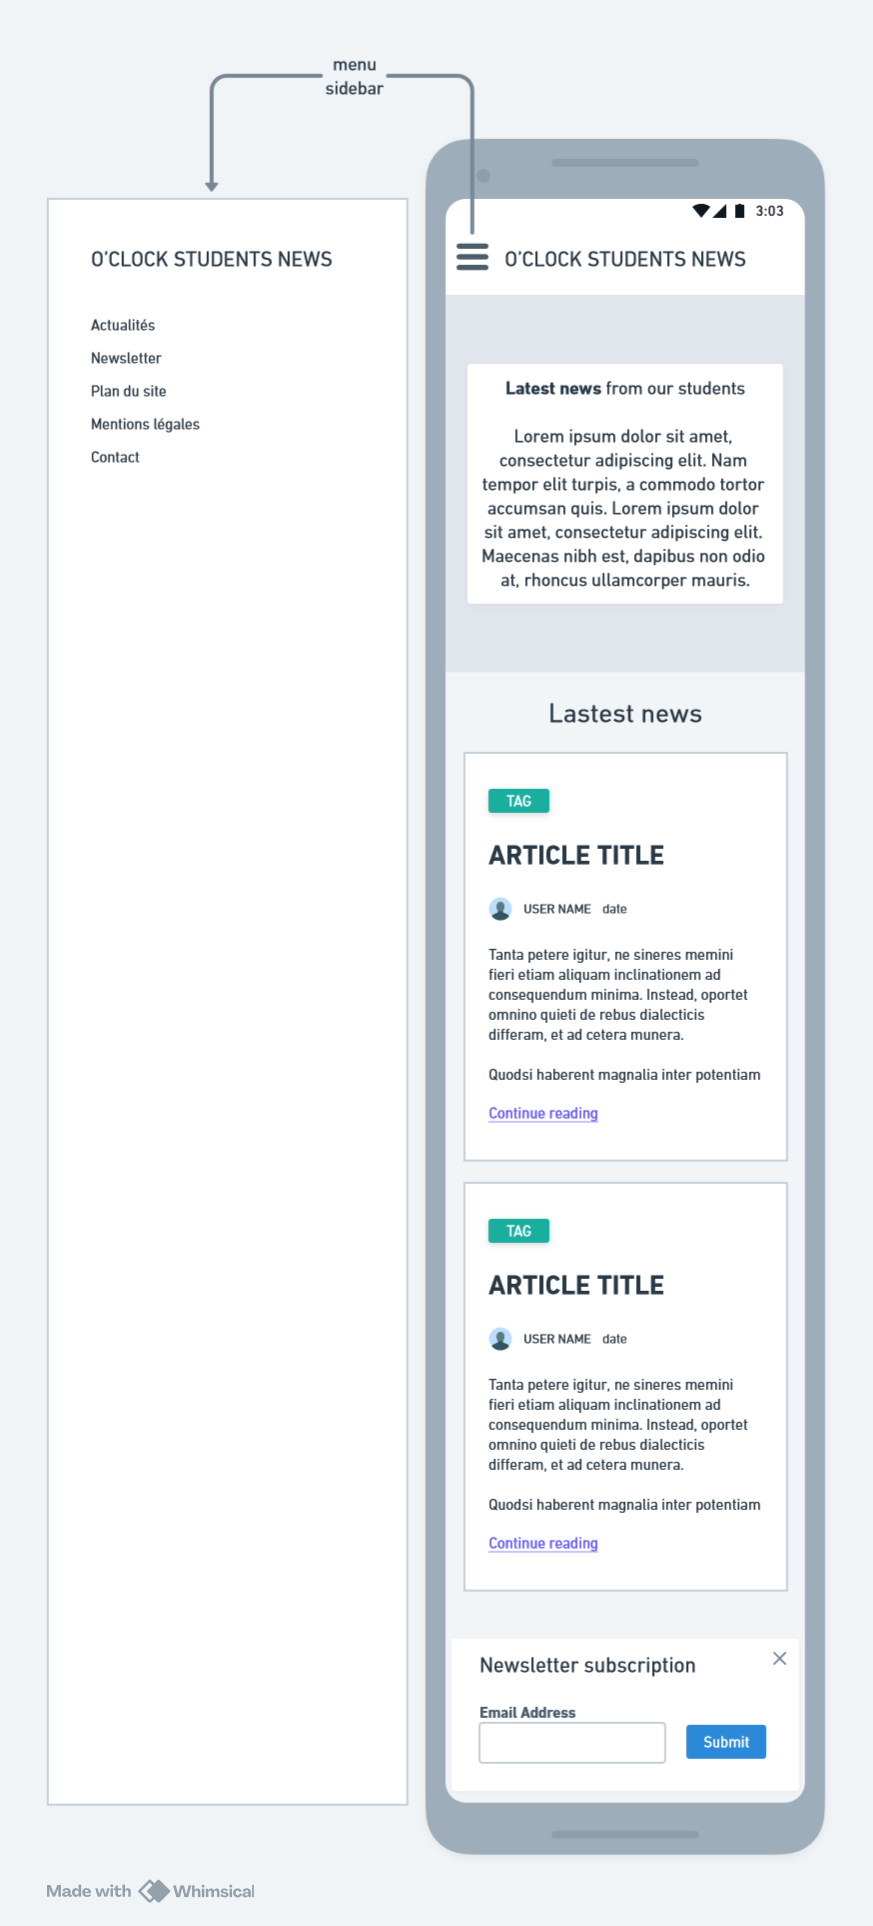 menu
sidebar
O'CLOCK STUDENTS NEWS
Actualités
Newsletter
Plan du site
Mentions légales
Contact
3:03
O'CLOCK STUDENTS NEWS
Latest news from our students
Lorem ipsum dolor sit amet,
consectetur adipiscing elit. Nam
tempor elit turpis, a commodo tortor
accumsan quis. Lorem ipsum dolor
sit amet, consectetur adipiscing elit.
Maecenas nibh est, dapibus non odio
at, rhoncus ullamcorper mauris.
Lastest news
TAG
ARTICLE TITLE
USER NAME date
Tanta petere igitur, ne sineres memini
fieri etiam aliquam inclinationem ad
consequendum minima. Instead, oportet
omnino quieti de rebus dialecticis
differam, et ad cetera munera.
Quodsi haberent magnalia inter potentiam
Continue reading
TAG
ARTICLE TITLE
USER NAME date
Tanta petere igitur, ne sineres memini
fieri etiam aliquam inclinationem ad
consequendum minima. Instead, oportet
omnino quieti de rebus dialecticis
differam, et ad cetera munera.
Quodsi haberent magnalia inter potentiam
Continue reading
Newsletter subscription
Email Address
Submit
Made with Whimsical